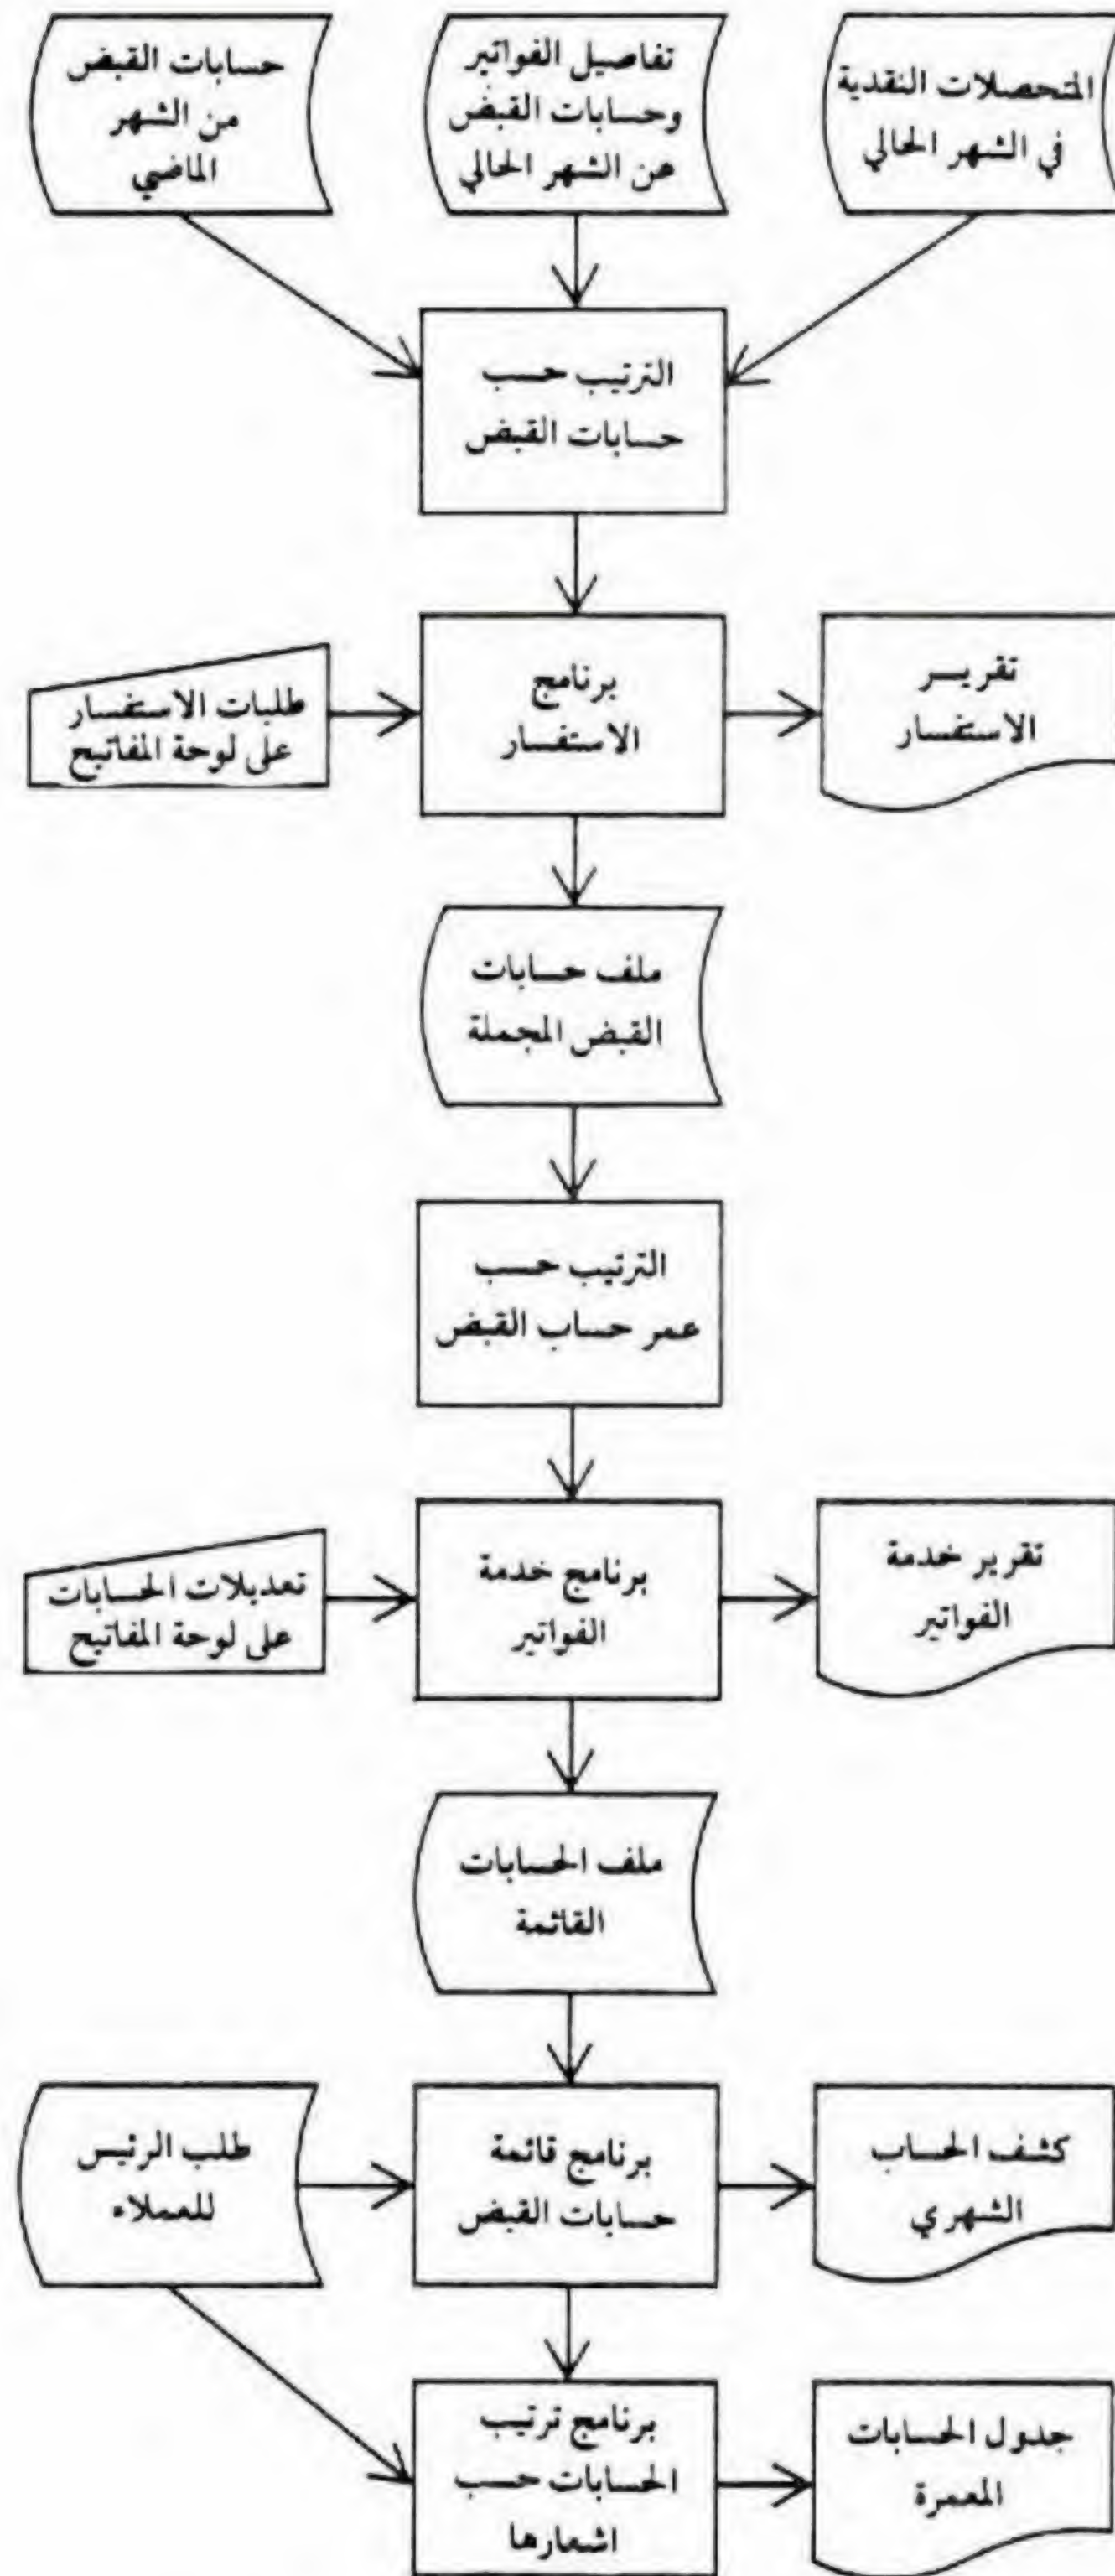 المتحصلات النقدية
في الشهر الحالي
تفاصيل الفواتير
وحسابات القبض
عن الشهر الحالي
حسابات القبض
من الشهر
الماضي
الترتيب حسب
حسابات القبض
طلبات الاستفسار
على لوحة المفاتيح
برنامج
الاستفسار
تقرير
الاستفسار
ملف حسابات
القبض المجملة
الترتيب حسب
عمر حساب القبض
تعديلات الحسابات
على لوحة المفاتيح
برنامج خدمة
الفواتير
تقرير خدمة
الفواتير
ملف الحسابات
القائمة
طلب الرئيس
للعملاء
برنامج قائمة
حسابات القبض
كشف الحساب
الشهري
برنامج ترتيب
الحسابات حسب
اشعارها
جدول الحسابات
المعمرة